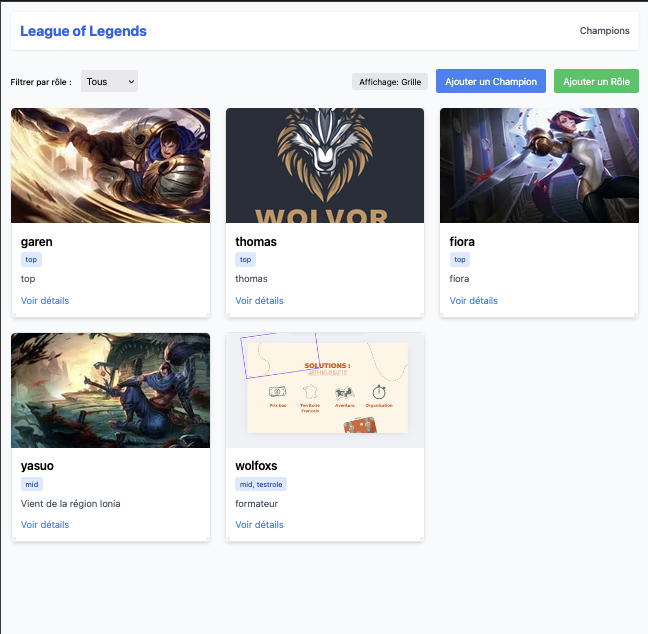 League of Legends
Champions
Filtrer par rôle :
Tous
Affichage: Grille
Ajouter un Champion
Ajouter un Rôle
WOLVOR
garen
top
top
Voir détails
thomas
top
thomas
Voir détails
fiora
top
fiora
Voir détails
SOLUTIONS :
Prix bas
Territoire
Francais
Aventure
Organisation
yasuo
mid
Vient de la région Ionia
Voir détails
wolfoxs
mid, testrole
formateur
Voir détails